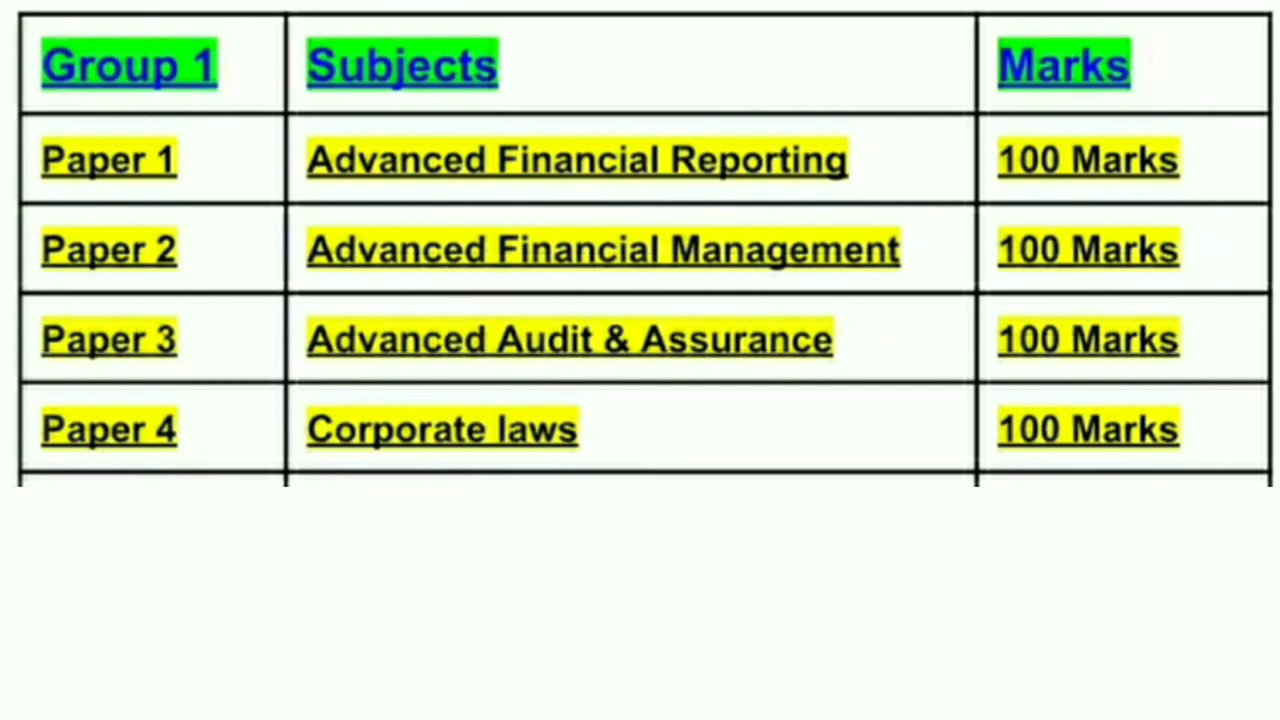 Group 1 Subjects Marks
Paper 1 Advanced Financial Reporting 100 Marks
Paper 2 Advanced Financial Management 100 Marks
Paper 3 Advanced Audit & Assurance 100 Marks
Paper 4 Corporate laws 100 Marks